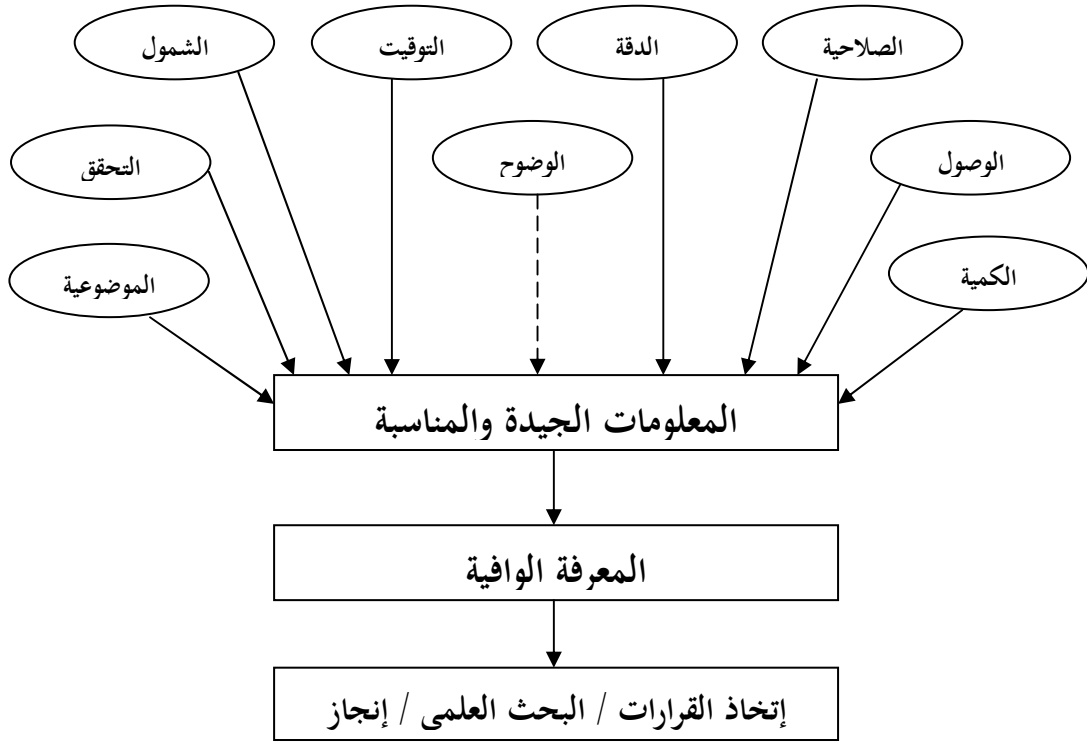 الصلاحية
الدقة
التوقيت
الشمول
الوصول
الوضوح
التحقق
الكمية
الموضوعية
المعلومات الجيدة والمناسبة
المعرفة الوافية
إتخاذ القرارات / البحث العلمى / إنجاز